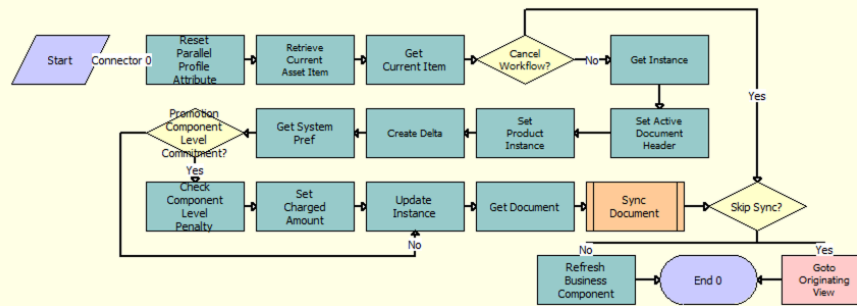 Start
Connector 0
Reset
Parallel
Profile
Attribute
Retrieve
Current
Asset Item
Get
Current Item
Cancel
Workflow?
No
Get Instance
Yes
Promotion
Component
Level
Commitment?
Get System
Pref
Create Delta
Set
Product
Instance
Set Active
Document
Header
Yes
Check
Component
Level
Penalty
Set
Charged
Amount
Update
Instance
Get Document
Sync
Document
Skip Sync?
No
No
Yes
Refresh
Business
Component
End 0
Goto
Originating
View